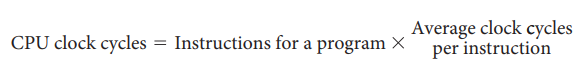 CPU clock cycles = Instructions for a program × Average clock cycles
per instruction